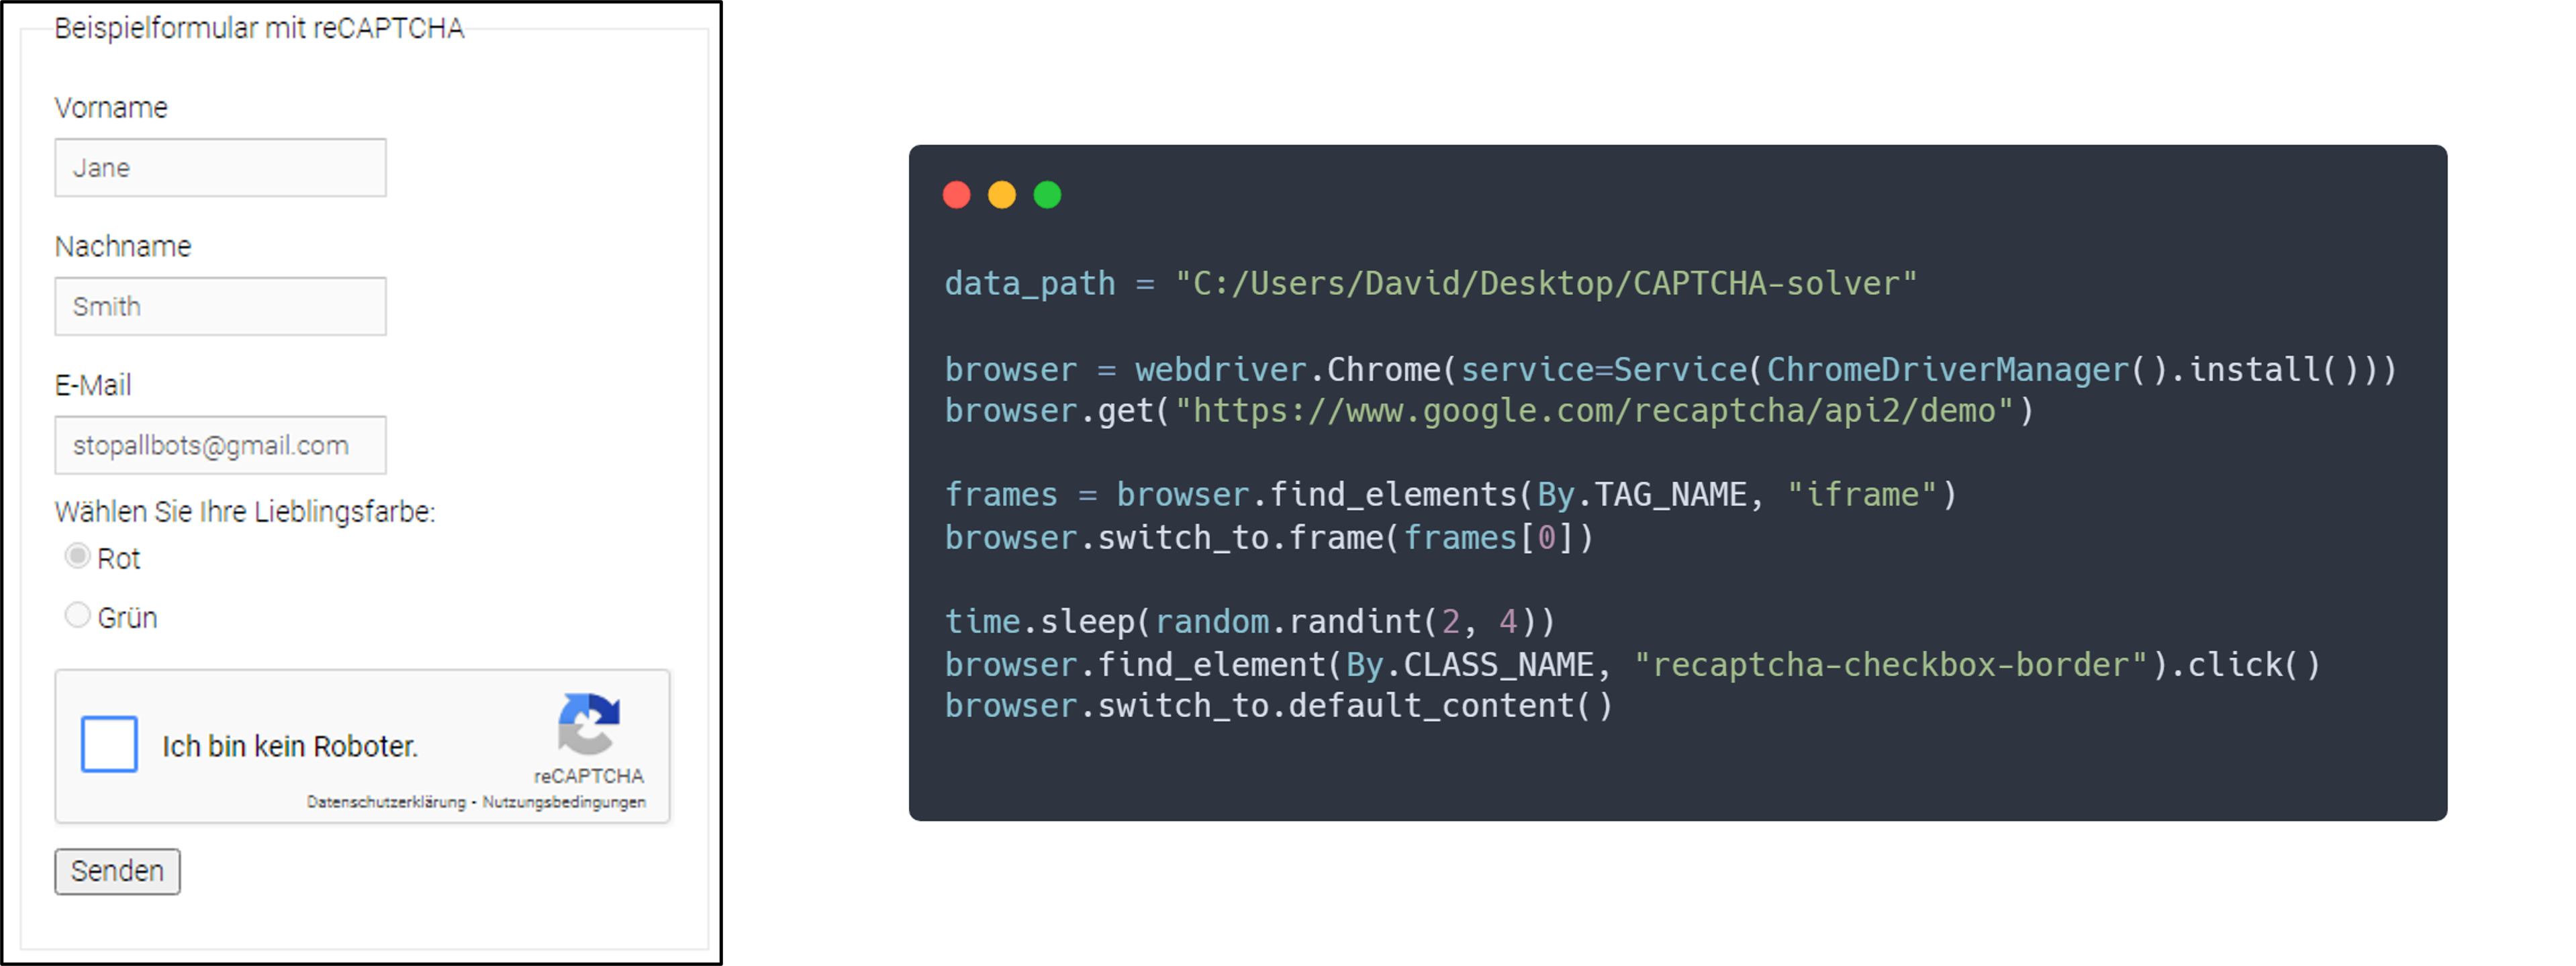 Beispielformular mit reCAPTCHA
Vorname
Jane
Nachname
Smith
E-Mail
stopallbots@gmail.com
Wählen Sie Ihre Lieblingsfarbe:
Rot
Grün
Ich bin kein Roboter.
reCAPTCHA
Datenschutzerklärung - Nutzungsbedingungen
Senden
data_path = "C:/Users/David/Desktop/CAPTCHA-solver"
browser = webdriver.Chrome(service=Service(ChromeDriverManager().install()))
browser.get("https://www.google.com/recaptcha/api2/demo")
frames = browser.find_elements(By.TAG_NAME, "iframe")
browser.switch_to.frame(frames[0])
time.sleep(random.randint(2, 4))
browser.find_element(By.CLASS_NAME, "recaptcha-checkbox-border").click()
browser.switch_to.default_content()